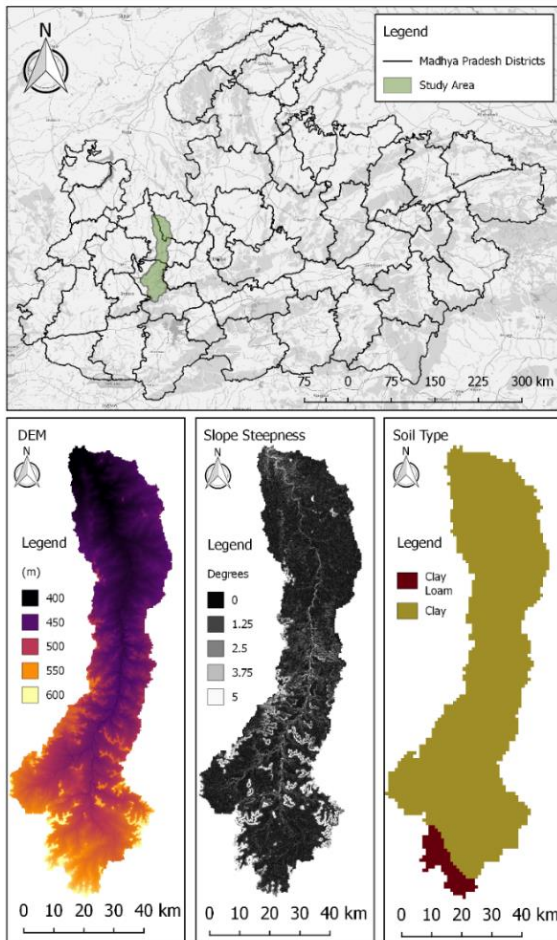 N
Legend
Madhya Pradesh Districts
Study Area
75 0 75 150 225 300 km
DEM
N
Legend
(m)
400
450
500
550
600
0 10 20 30 40 km
Slope Steepness
N
Legend
Degrees
0
1.25
2.5
3.75
5
0 10 20 30 40 km
Soil Type
N
Legend
Clay
Loam
Clay
0 10 20 30 40 km